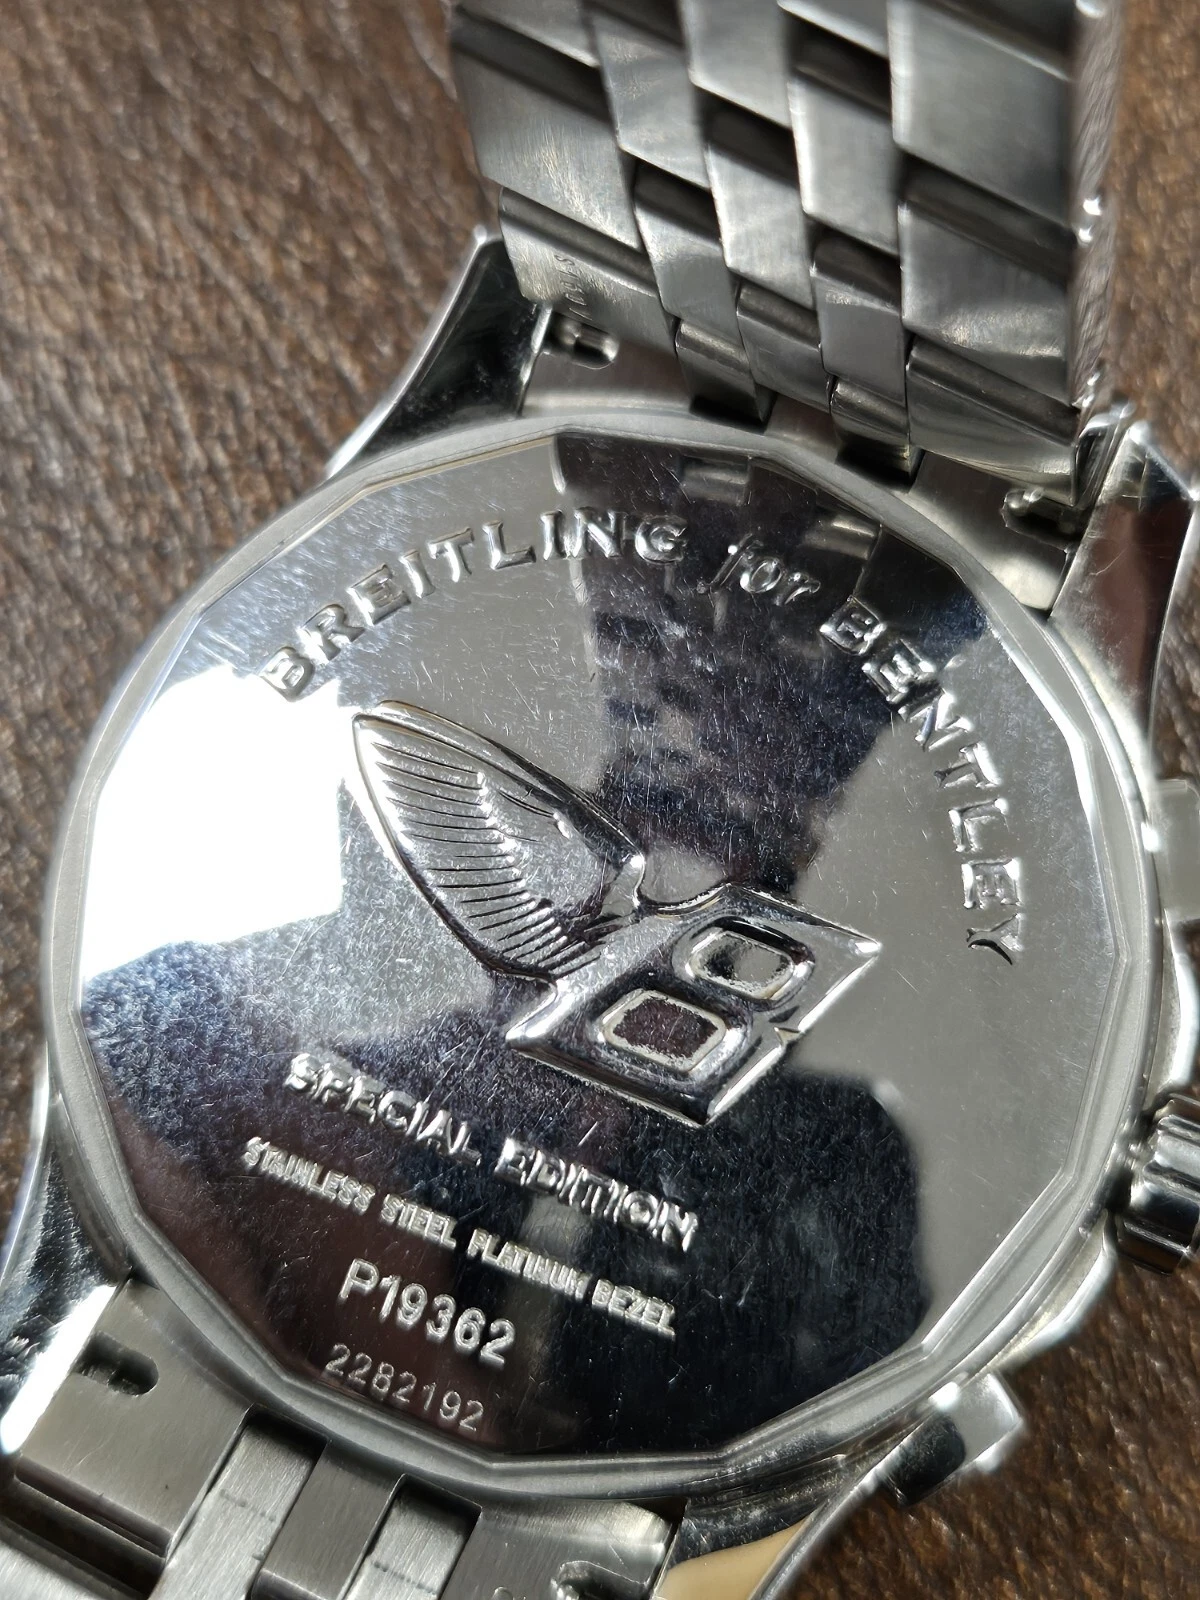 BREITLING for BENTLEY
SPECIAL EDITION
STAINLESS STEEL PLATINUM BEZEL
P19362
2282192